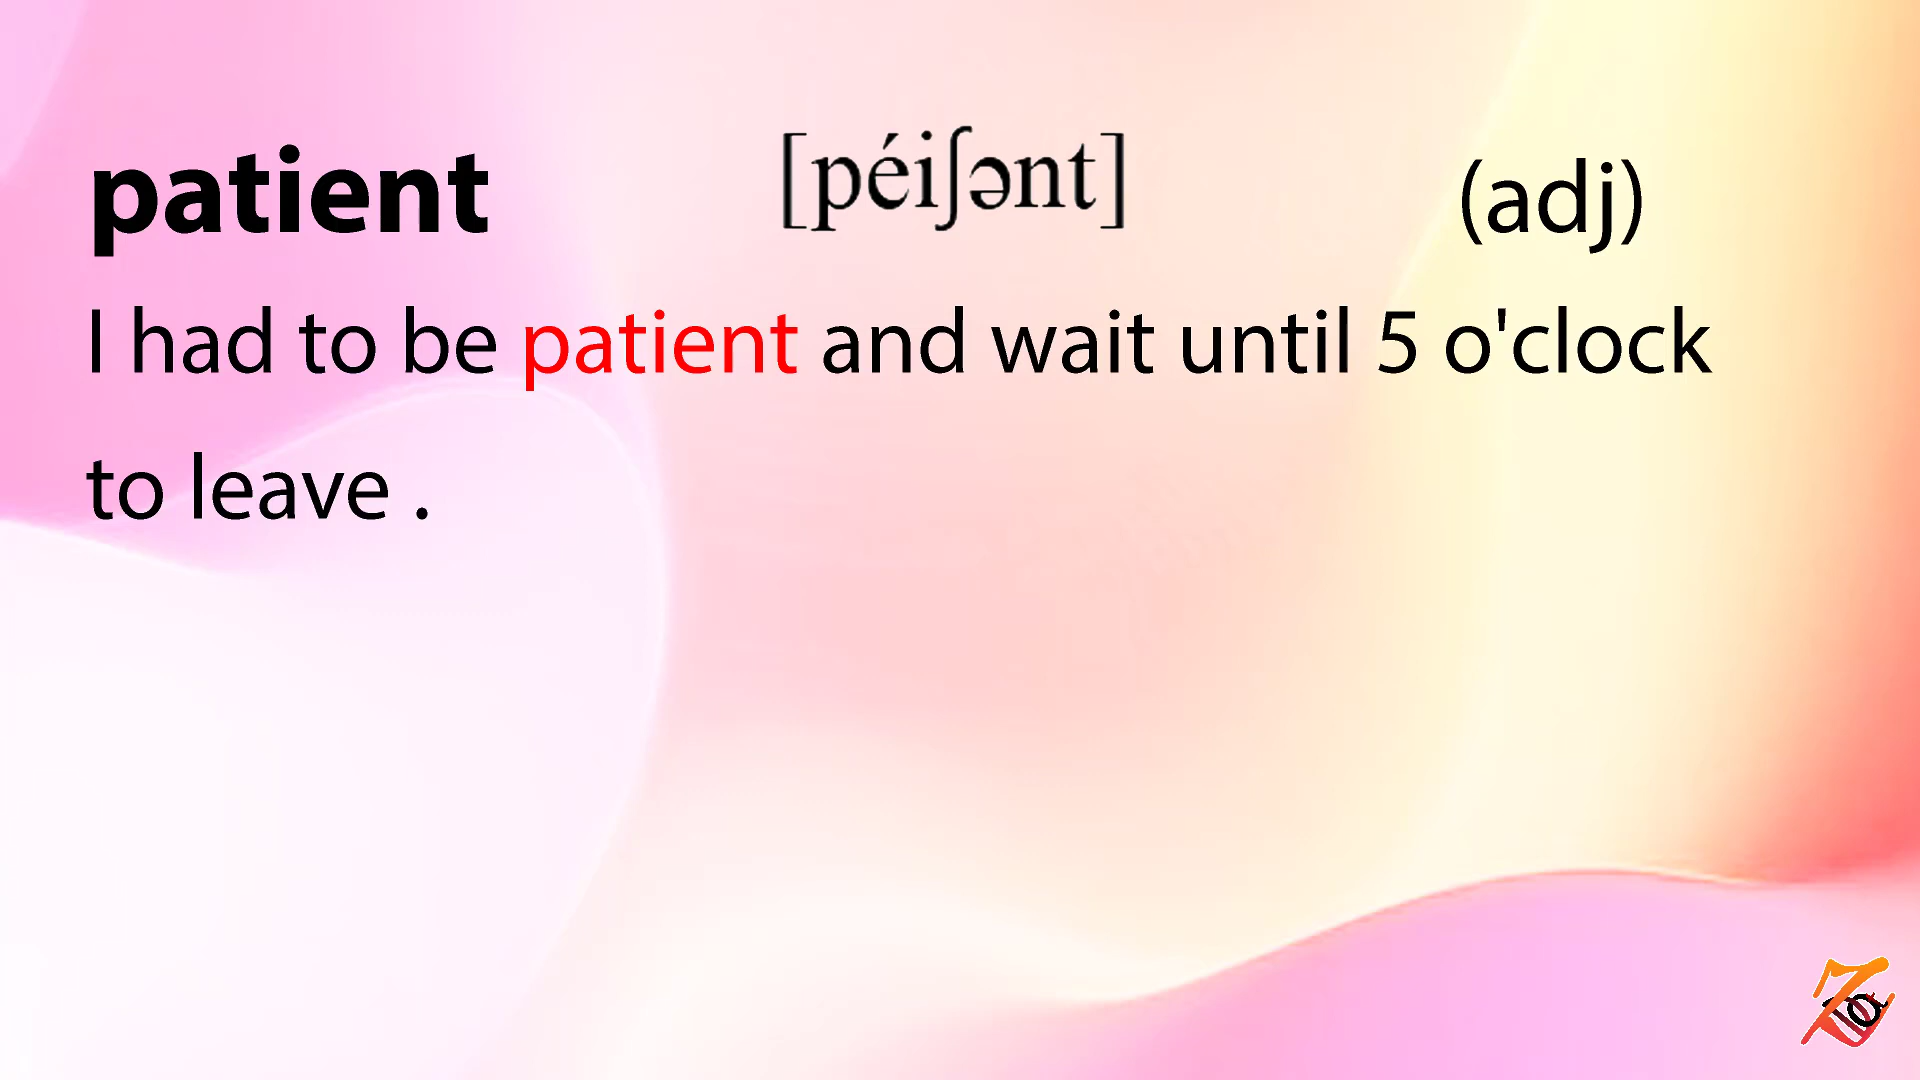 patient [péiʃənt] (adj)
I had to be patient and wait until 5 o'clock
to leave .